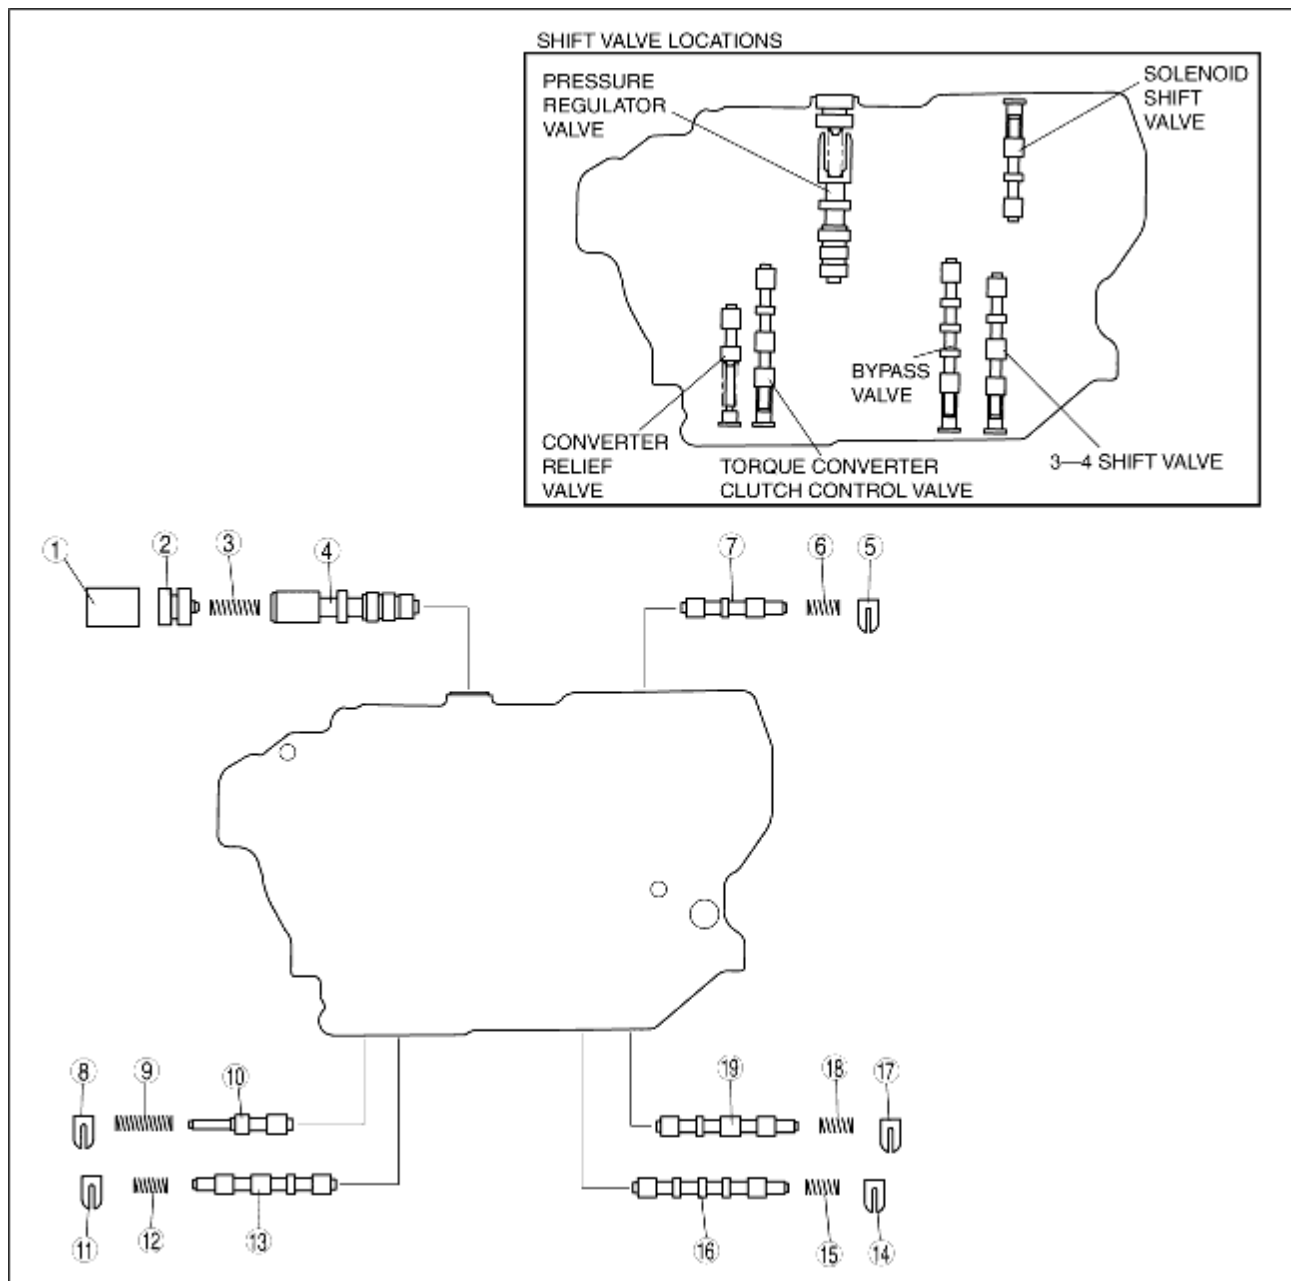 SHIFT VALVE LOCATIONS
PRESSURE
REGULATOR
VALVE
SOLENOID
SHIFT
VALVE
BYPASS
VALVE
CONVERTER
RELIEF
VALVE
TORQUE CONVERTER
CLUTCH CONTROL VALVE
3—4 SHIFT VALVE
1
2
3
4
7
6
5
8
9
10
19
18
17
11
12
13
16
15
14